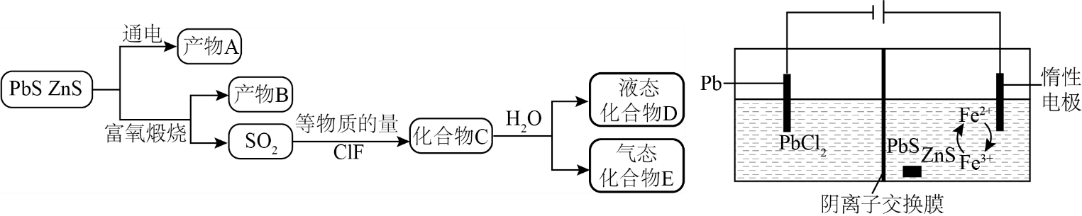 PbS ZnS
通电
产物A
富氧煅烧
产物B
SO₂
等物质的量
ClF
化合物C
H₂O
液态
化合物D
气态
化合物E
Pb
惰性
电极
PbCl₂
PbS
ZnS
Fe²⁺
Fe³⁺
阴离子交换膜